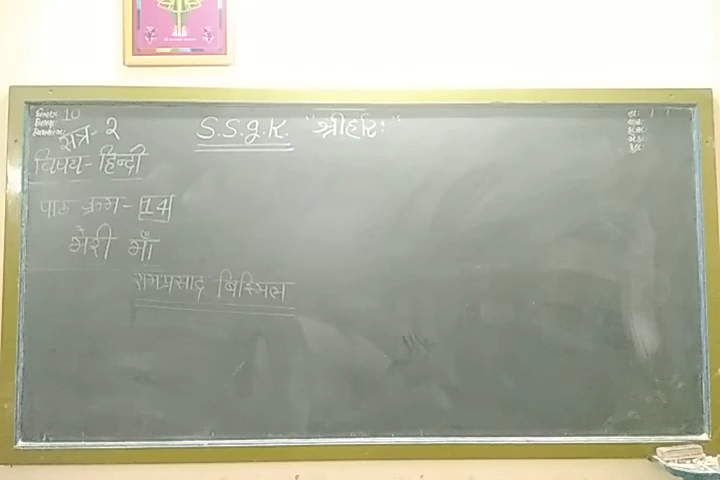 10
सत्र-२
S.S.g.K. "श्रीहरिः"
विषय-हिन्दी
पाठ क्रम-14
मेरी माँ
रामप्रसाद बिस्मिल